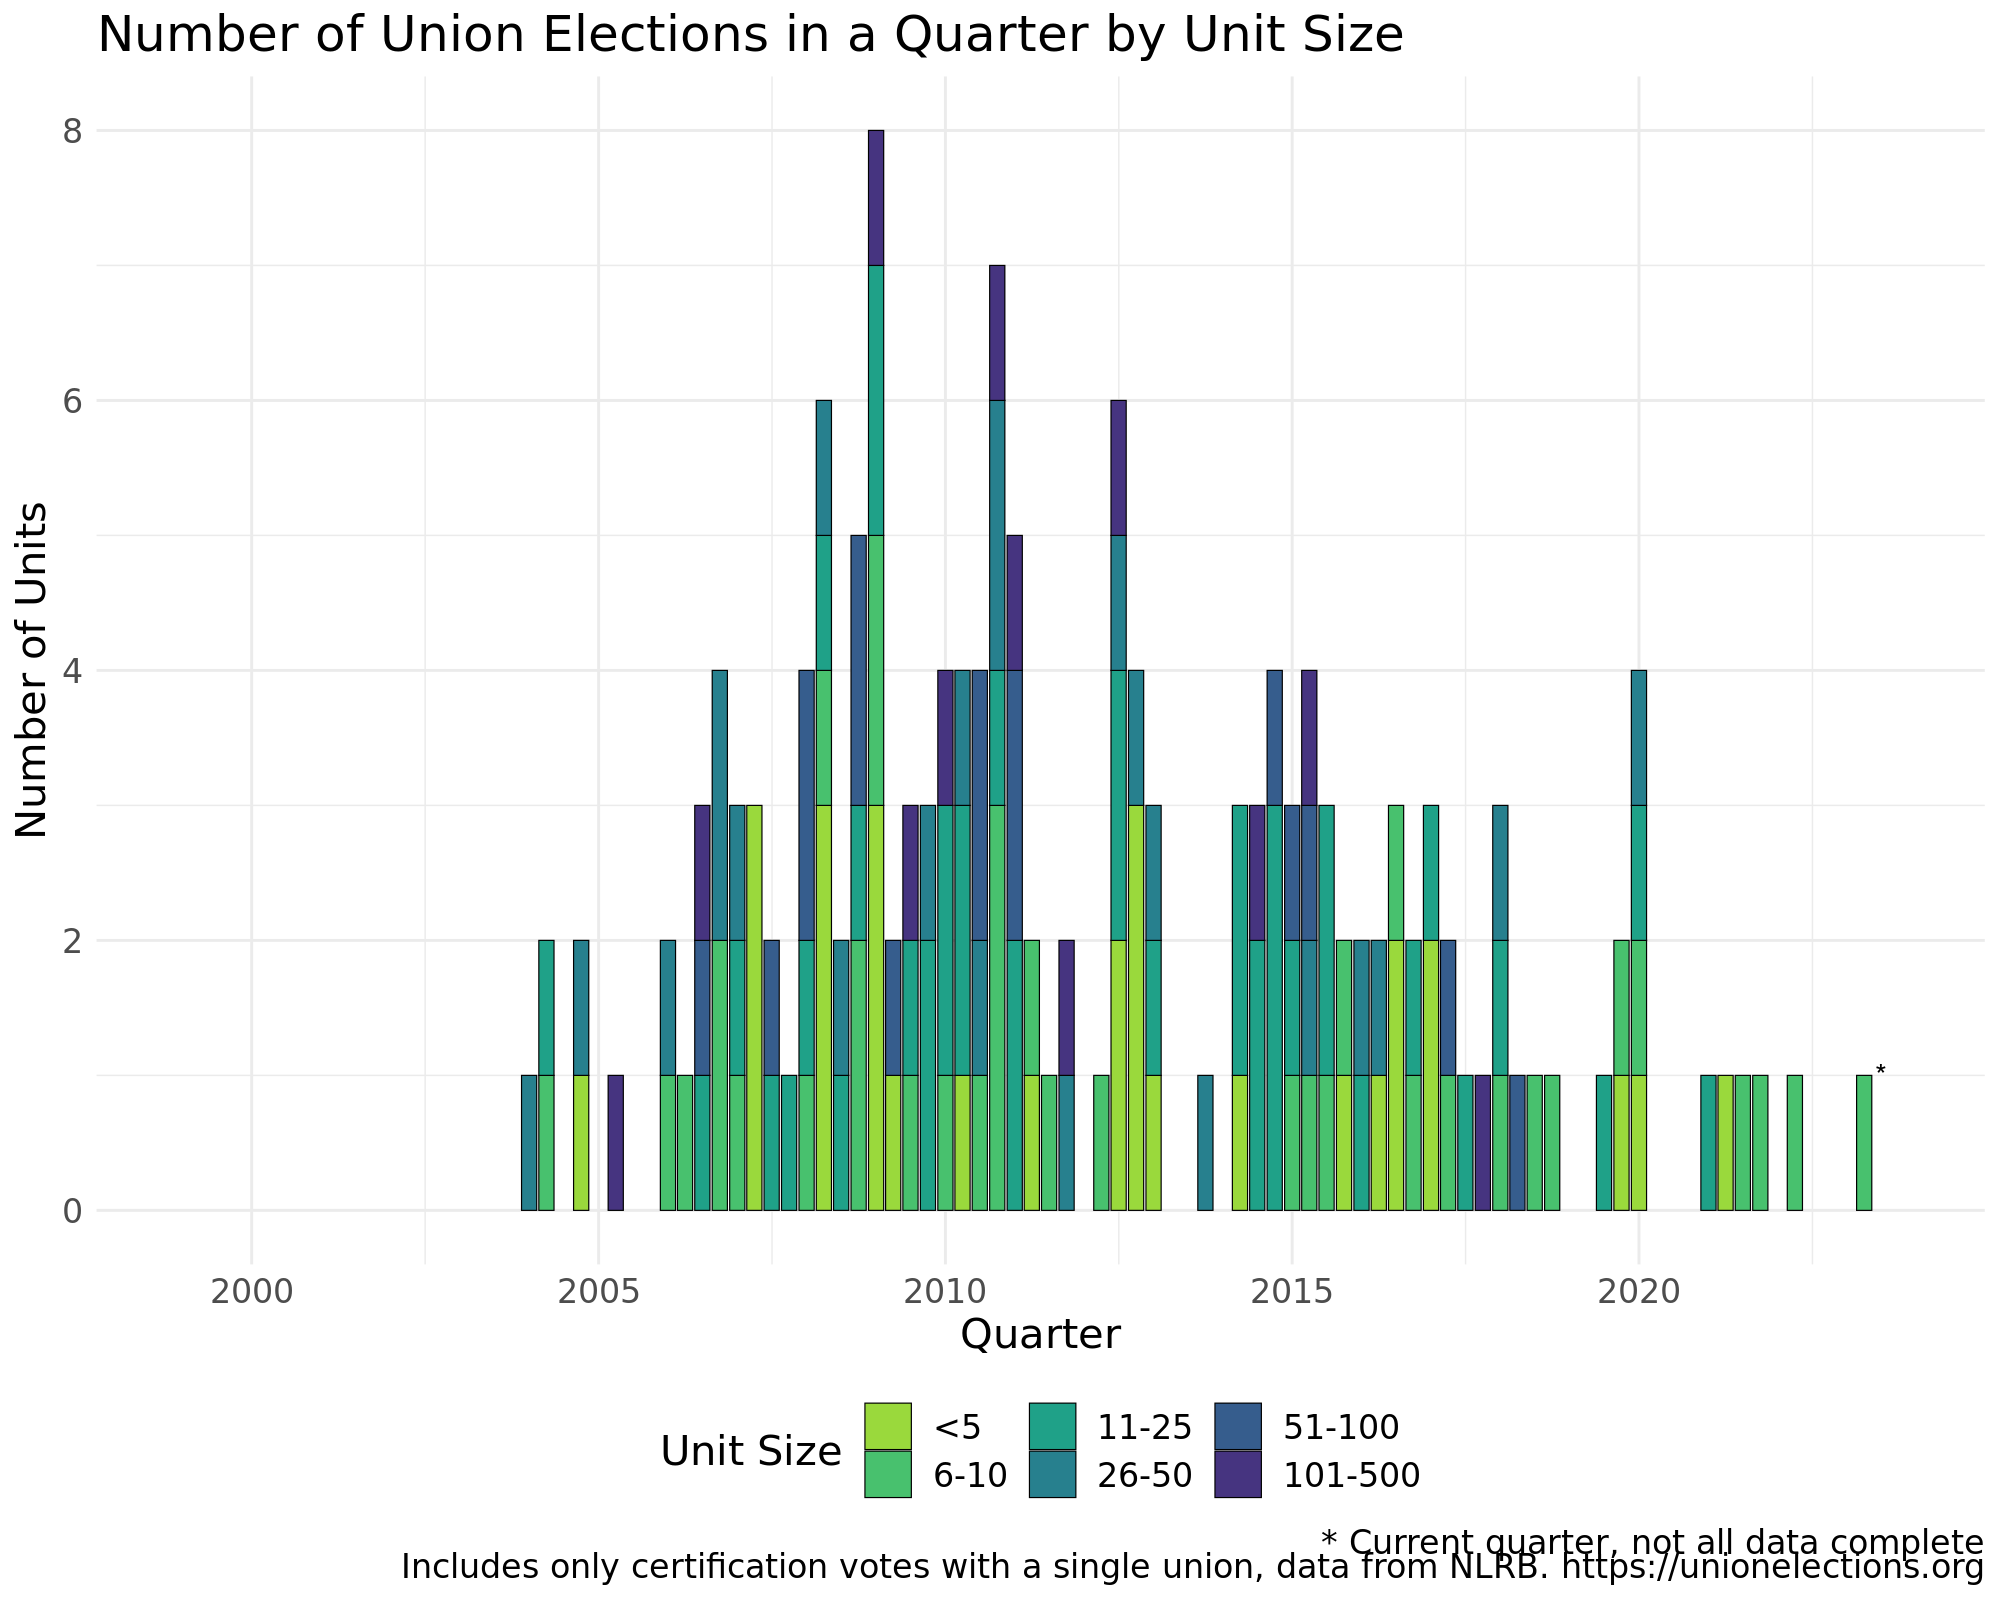 Number of Union Elections in a Quarter by Unit Size
Number of Units
8
6
4
2
0
*
2000 2005 2010 2015 2020
Quarter
Unit Size
<5 11-25 51-100
6-10 26-50 101-500
* Current quarter, not all data complete
Includes only certification votes with a single union, data from NLRB. https://unionelections.org